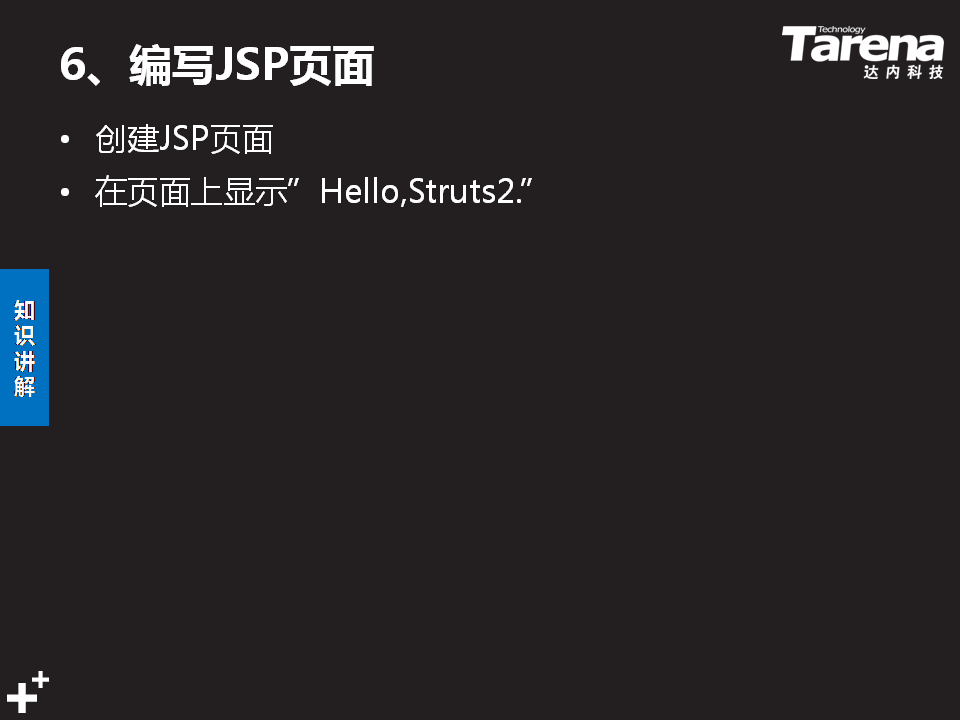 6、编写JSP页面
Technology
Tarena
达内科技
• 创建JSP页面
• 在页面上显示”Hello,Struts2.”
知识讲解